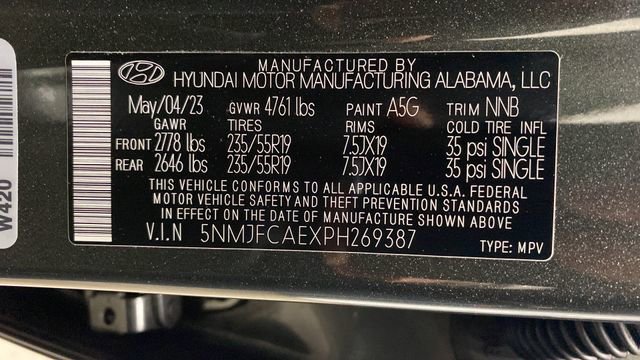 MANUFACTURED BY
HYUNDAI MOTOR MANUFACTURING ALABAMA, LLC
May/04/23 GVWR 4761 lbs PAINT A5G TRIM NNB
GAWR TIRES RIMS COLD TIRE INFL
FRONT 2778 lbs 235/55R19 7.5JX19 35 psi SINGLE
REAR 2646 lbs 235/55R19 7.5JX19 35 psi SINGLE
THIS VEHICLE CONFORMS TO ALL APPLICABLE U.S.A. FEDERAL
MOTOR VEHICLE SAFETY AND THEFT PREVENTION STANDARDS
IN EFFECT ON THE DATE OF MANUFACTURE SHOWN ABOVE.
V.I.N 5NMJFCAEXPH269387 TYPE: MPV
W420